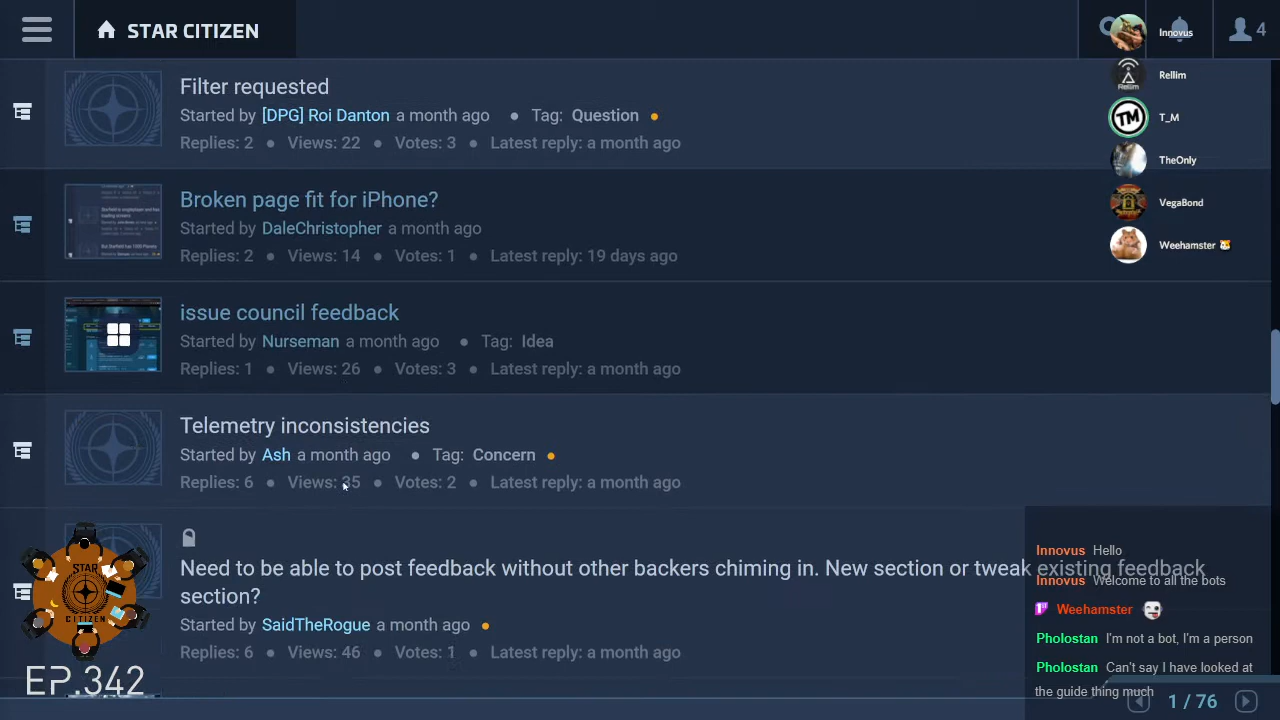 STAR CITIZEN
4
Filter requested
Started by [DPG] Roi Danton a month ago • Tag: Question
Replies: 2 • Views: 22 • Votes: 3 • Latest reply: a month ago
Broken page fit for iPhone?
Started by DaleChristopher a month ago
Replies: 2 • Views: 14 • Votes: 1 • Latest reply: 19 days ago
issue council feedback
Started by Nurseman a month ago • Tag: Idea
Replies: 1 • Views: 26 • Votes: 3 • Latest reply: a month ago
Telemetry inconsistencies
Started by Ash a month ago • Tag: Concern
Replies: 6 • Views: 35 • Votes: 2 • Latest reply: a month ago
Need to be able to post feedback without other backers chiming in. New section or tweak existing feedback
section?
Started by SaidTheRogue a month ago
Replies: 6 • Views: 46 • Votes: 1 • Latest reply: a month ago
1 / 76
Innovus
Rellim
Rellim
TM
T_M
TheOnly
VegaBond
Weehamster
Innovus Hello
Innovus Welcome to all the bots
Weehamster
Pholostan I'm not a bot, I'm a person
Pholostan Can't say I have looked at
the guide thing much
STAR
CITIZEN
EP.342